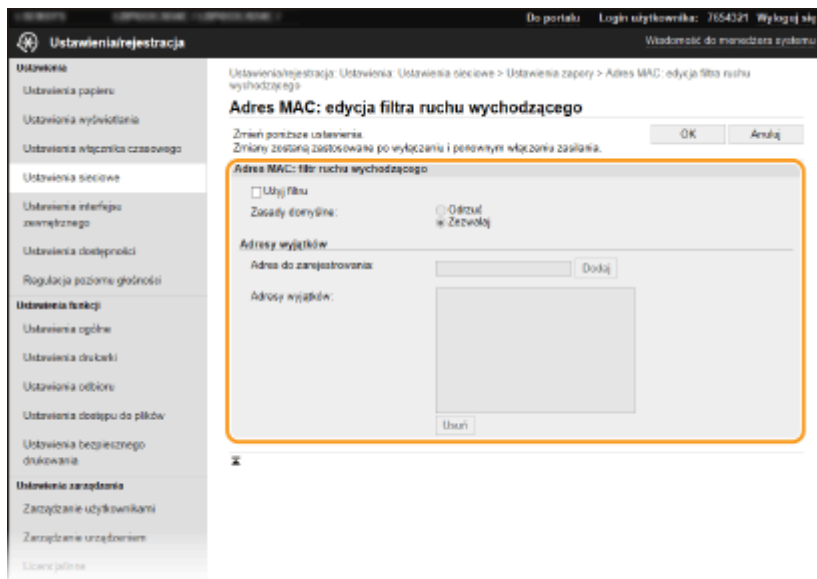 Do portalu Login użytkownika: 7654321 Wyloguj się
Ustawienia/rejestracja
Wiadomość do menedżera systemu
Ustawienia
Ustawienia papieru
Ustawienia wyświetlania
Ustawienia włącznika czasowego
Ustawienia sieciowe
Ustawienia interfejsu
zewnętrznego
Ustawienia dostępności
Regulacja poziomu głośności
Ustawienia funkcji
Ustawienia ogólne
Ustawienia drukarki
Ustawienia odbioru
Ustawienia dostępu do plików
Ustawienia bezpiecznego
drukowania
Ustawienia zarządzania
Zarządzanie użytkownikami
Zarządzanie urządzeniem
Licencja/inne
Ustawienia/rejestracja: Ustawienia: Ustawienia sieciowe > Ustawienia zapory > Adres MAC: edycja filtra ruchu
wychodzącego
Adres MAC: edycja filtra ruchu wychodzącego
Zmień poniższe ustawienia.
Zmiany zostaną zastosowane po wyłączeniu i ponownym włączeniu zasilania.
OK Anuluj
Adres MAC: filtr ruchu wychodzącego
Użyj filtru
Zasady domyślne:
Odrzuć
Zezwalaj
Adresy wyjątków
Adres do zarejestrowania:
Dodaj
Adresy wyjątków:
Usuń